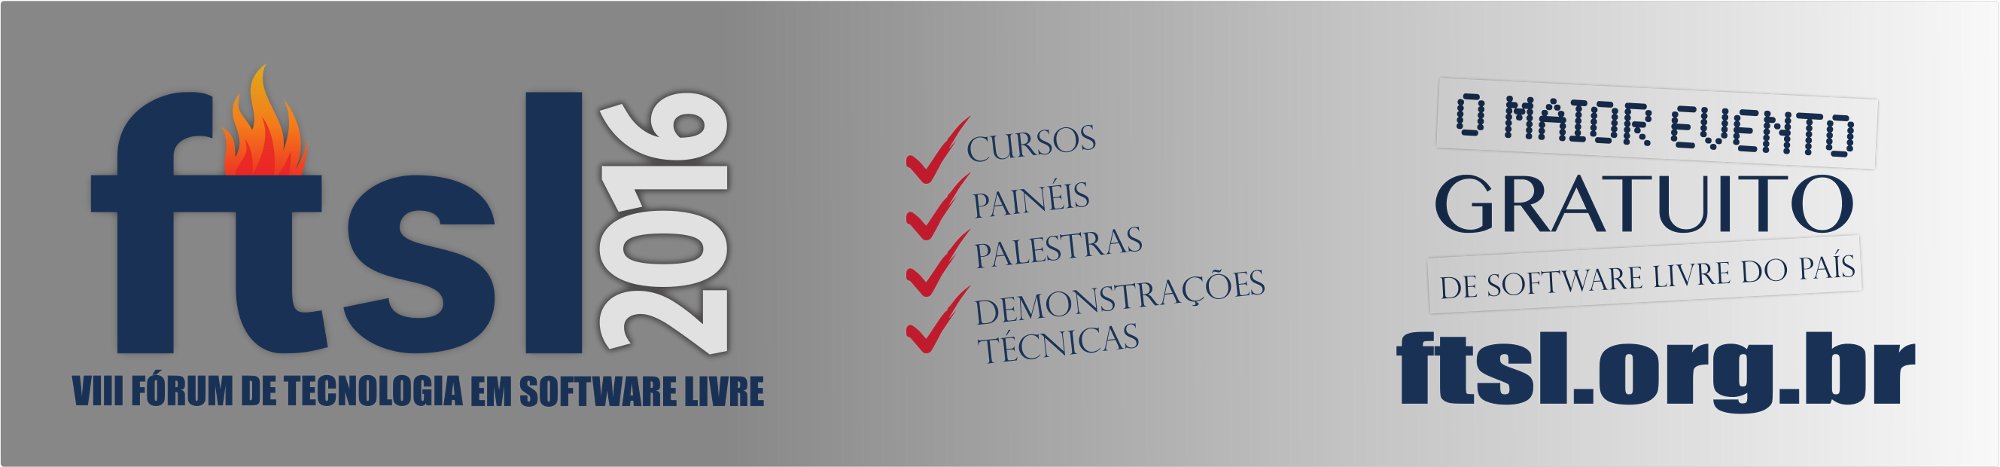 ftsl 2016
VIII FÓRUM DE TECNOLOGIA EM SOFTWARE LIVRE
CURSOS
PAINÉIS
PALESTRAS
DEMONSTRAÇÕES
TÉCNICAS
O MAIOR EVENTO
GRATUITO
DE SOFTWARE LIVRE DO PAÍS
ftsl.org.br